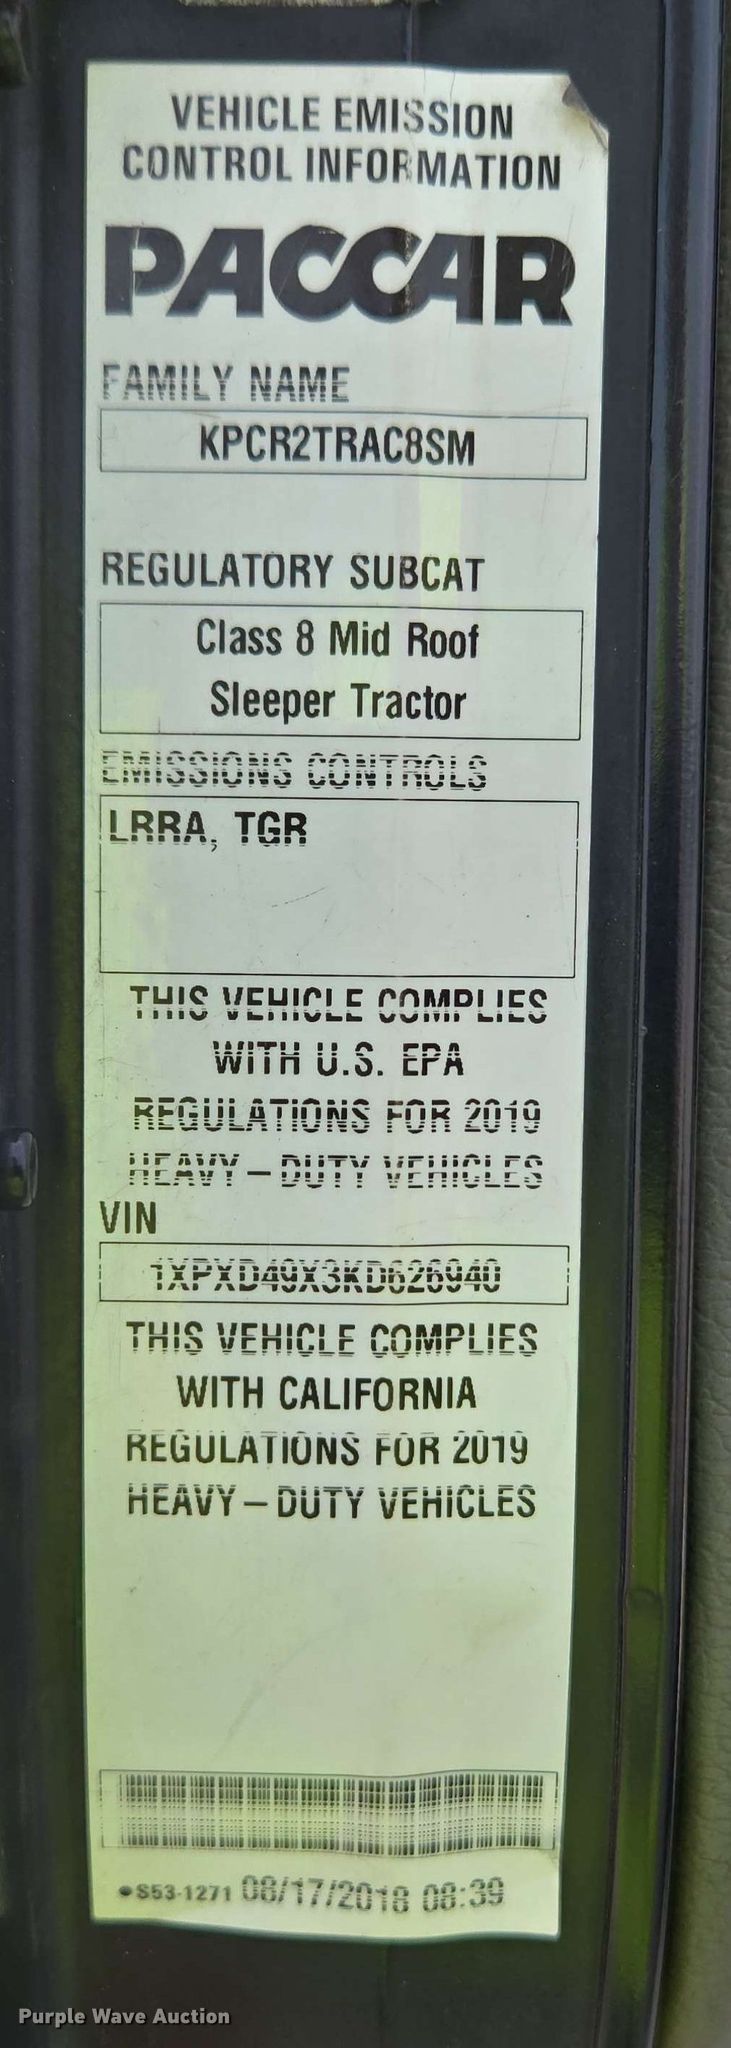 VEHICLE EMISSION
CONTROL INFORMATION
PACCAR
FAMILY NAME
KPCR2TRAC8SM
REGULATORY SUBCAT
Class 8 Mid Roof
Sleeper Tractor
EMISSIONS CONTROLS
LRRA, TGR
THIS VEHICLE COMPLIES
WITH U.S. EPA
REGULATIONS FOR 2019
HEAVY – DUTY VEHICLES
VIN
1XPXD49X3KD626940
THIS VEHICLE COMPLIES
WITH CALIFORNIA
REGULATIONS FOR 2019
HEAVY – DUTY VEHICLES
•S53-1271 08/17/2018 08:39
Purple Wave Auction